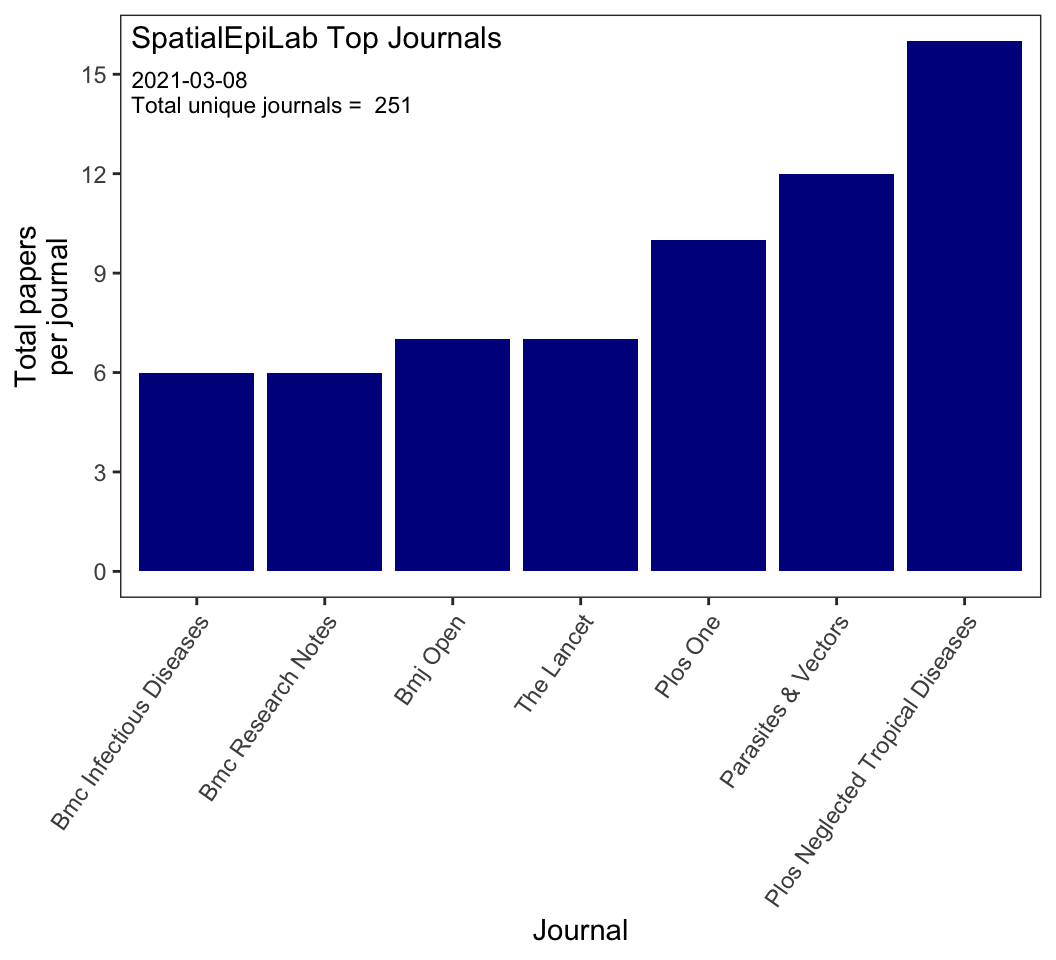 SpatialEpiLab Top Journals
2021-03-08
Total unique journals =  251
Total papers
per journal
15
12
9
6
3
0
Bmc Infectious Diseases
Bmc Research Notes
Bmj Open
The Lancet
Plos One
Parasites & Vectors
Plos Neglected Tropical Diseases
Journal